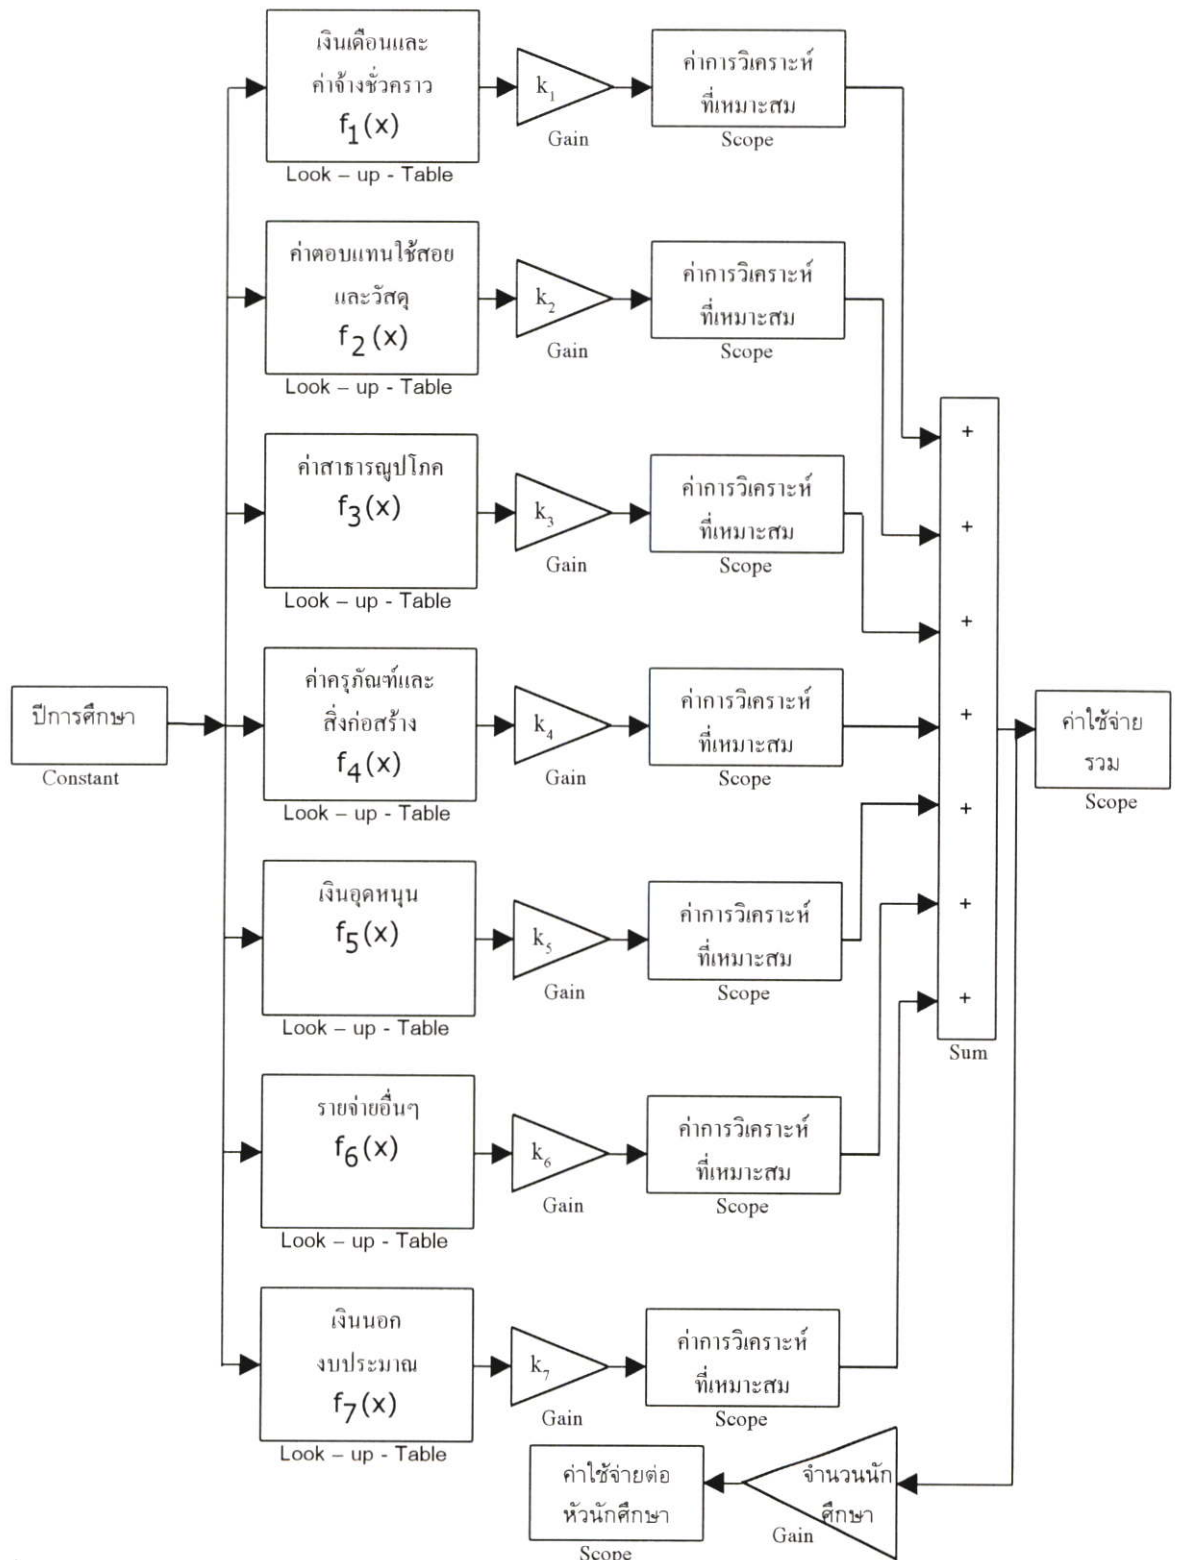 เงินเดือนและ
ค่าจ้างชั่วคราว
f1(x)
Look – up - Table
k1
Gain
ค่าการวิเคราะห์
ที่เหมาะสม
Scope
ค่าตอบแทนใช้สอย
และวัสดุ
f2(x)
Look – up - Table
k2
Gain
ค่าการวิเคราะห์
ที่เหมาะสม
Scope
ค่าสาธารณูปโภค
f3(x)
Look – up - Table
k3
Gain
ค่าการวิเคราะห์
ที่เหมาะสม
Scope
ปีการศึกษา
Constant
ค่าครุภัณฑ์และ
สิ่งก่อสร้าง
f4(x)
Look – up - Table
k4
Gain
ค่าการวิเคราะห์
ที่เหมาะสม
Scope
เงินอุดหนุน
f5(x)
Look – up - Table
k5
Gain
ค่าการวิเคราะห์
ที่เหมาะสม
Scope
รายจ่ายอื่นๆ
f6(x)
Look – up - Table
k6
Gain
ค่าการวิเคราะห์
ที่เหมาะสม
Scope
เงินนอก
งบประมาณ
f7(x)
Look – up - Table
k7
Gain
ค่าการวิเคราะห์
ที่เหมาะสม
Scope
+
+
+
+
+
+
+
Sum
ค่าใช้จ่าย
รวม
Scope
จำนวนนัก
ศึกษา
Gain
ค่าใช้จ่ายต่อ
หัวนักศึกษา
Scope